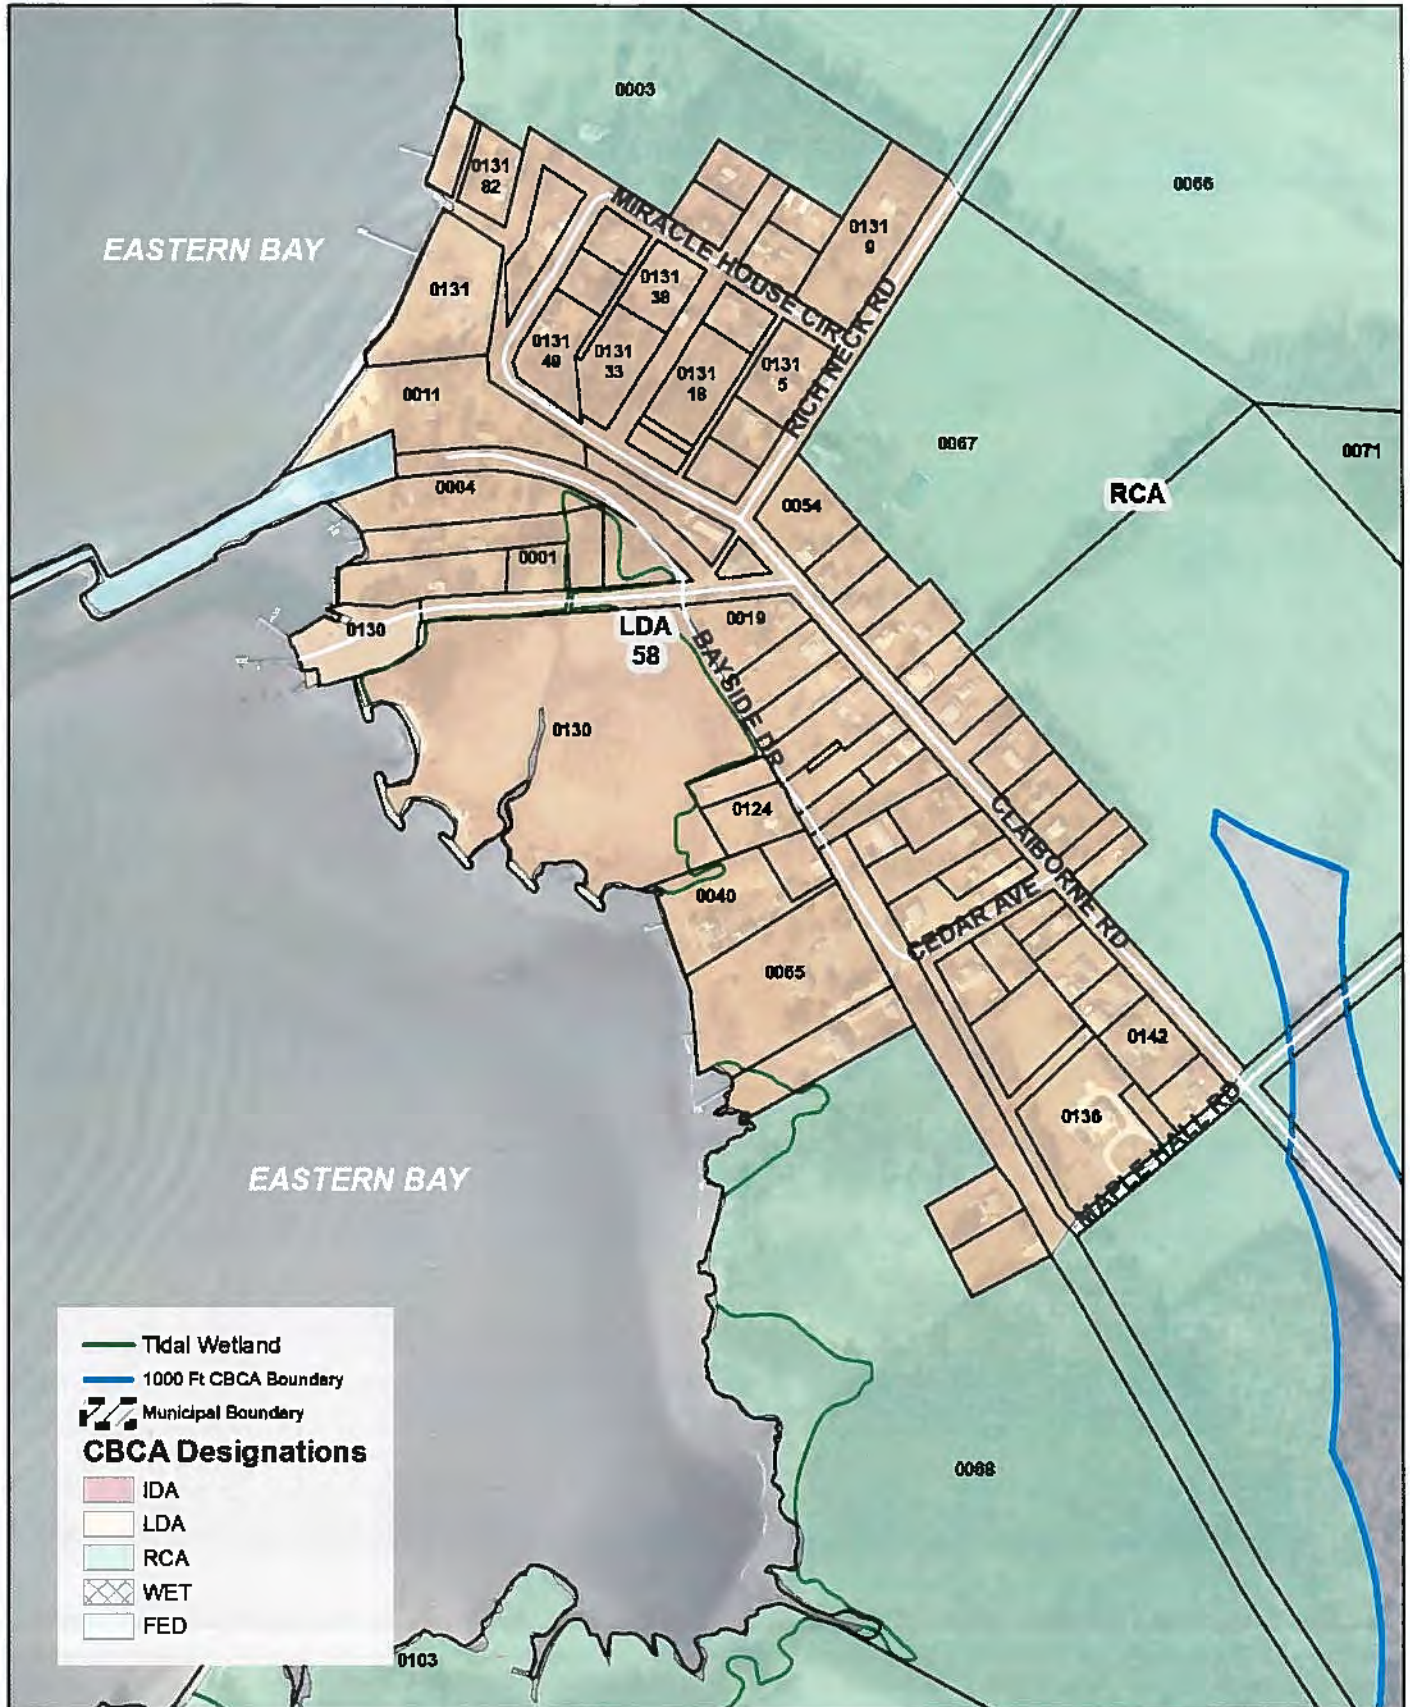 0003
0066
0131
82
EASTERN BAY
MIRACLE HOUSE CIRC
0131
9
0131
0131
38
RICH NECK RD
0131
49
0131
33
0131
18
0131
5
0011
0067
0071
RCA
0004
0054
0001
LDA
58
0130
0019
BAYSIDE DR
0130
0124
CLAIBORNE RD
0040
CEDAR AVE
0065
0142
0136
MAPLE HALL RD
EASTERN BAY
0068
0103
Tidal Wetland
1000 Ft CBCA Boundary
Municipal Boundary
CBCA Designations
IDA
LDA
RCA
WET
FED